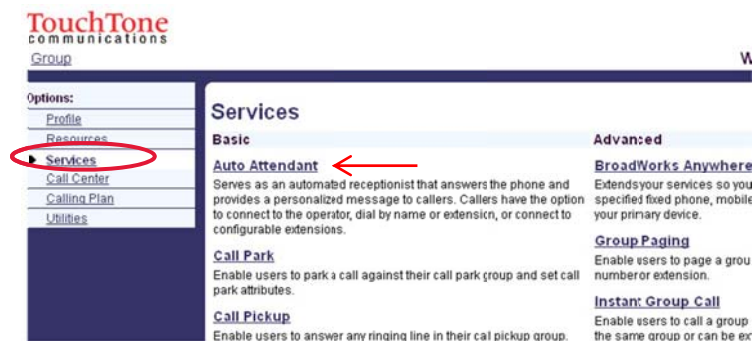 TouchTone
communications
Group
W
Options:
Profile
Resources
Services
Call Center
Calling Plan
Utilities
Services
Basic
Auto Attendant
Serves as an automated receptionist that answers the phone and
provides a personalized message to callers. Callers have the option
to connect to the operator, dial by name or extension, or connect to
configurable extensions.
Call Park
Enable users to park a call against their call park group and set call
park attributes.
Call Pickup
Enable users to answer any ringing line in their call pickup group.
Advanced
BroadWorks Anywhere
Extends your services so you
specified fixed phone, mobile
your primary device.
Group Paging
Enable users to page a grou
number or extension.
Instant Group Call
Enable users to call a group
the same group or can be ex